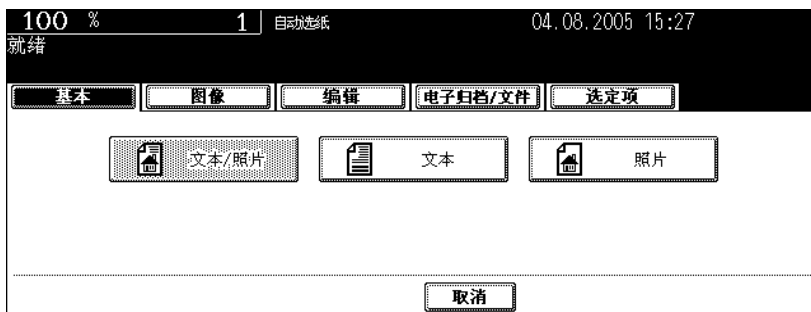 100 % 1 自动选纸 04.08.2005 15:27
就绪
基本 图像 编辑 电子归档/文件 选定项
文本/照片 文本 照片
取消